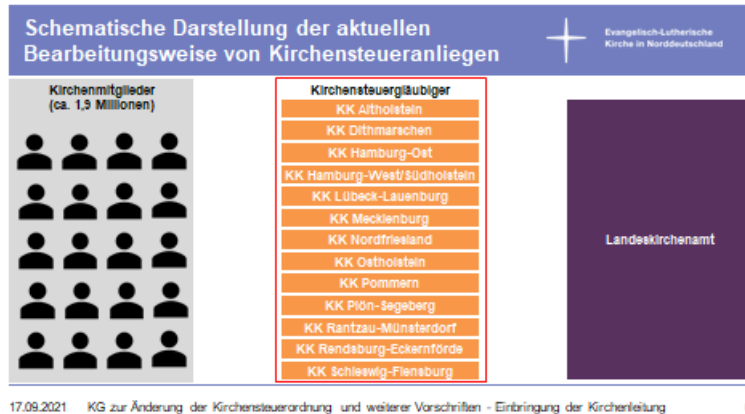 Schematische Darstellung der aktuellen
Bearbeitungsweise von Kirchensteueranliegen
Evangelisch-Lutherische
Kirche in Norddeutschland
Kirchenmitglieder
(ca. 1,9 Millionen)
Kirchensteuergläubiger
KK Altholstein
KK Dithmarschen
KK Hamburg-Ost
KK Hamburg-West/Südholstein
KK Lübeck-Lauenburg
KK Mecklenburg
KK Nordfriesland
KK Ostholstein
KK Pommern
KK Plön-Segeberg
KK Rantzau-Münsterdorf
KK Rendsburg-Eckernförde
KK Schleswig-Flensburg
Landeskirchenamt
17.09.2021 KG zur Änderung der Kirchensteuerordnung und weiterer Vorschriften - Einbringung der Kirchenleitung